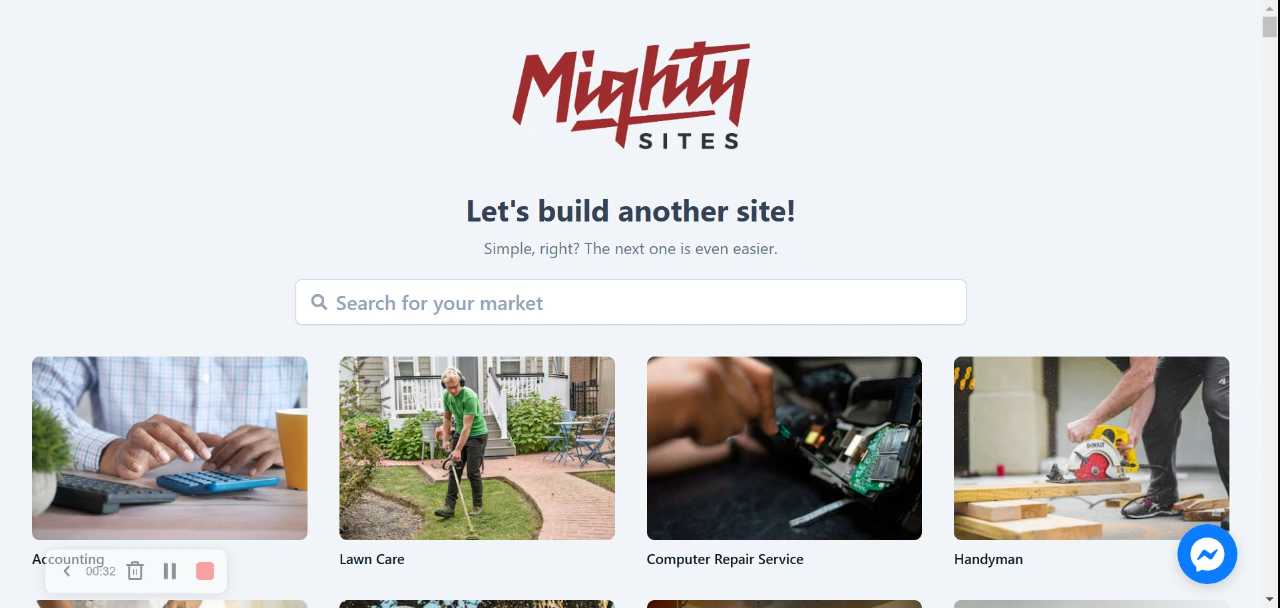 Mighty
SITES
Let's build another site!
Simple, right? The next one is even easier.
Search for your market
DEWALT
Accounting
Lawn Care
Computer Repair Service
Handyman
00:32